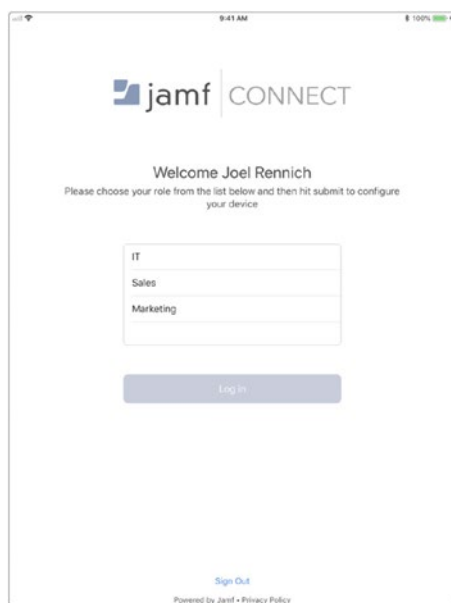 9:41 AM
100%
jamf CONNECT
Welcome Joel Rennich
Please choose your role from the list below and then hit submit to configure
your device
IT
Sales
Marketing
Log In
Sign Out
Powered by Jamf • Privacy Policy